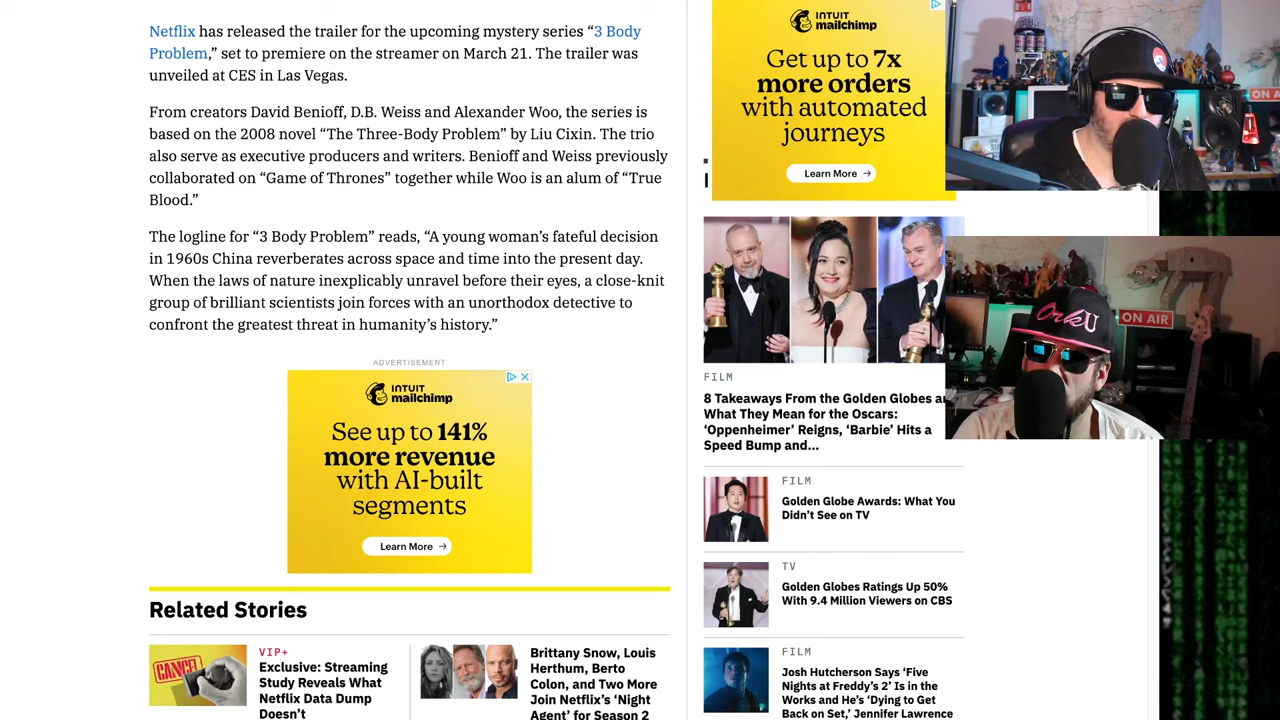 Netflix has released the trailer for the upcoming mystery series “3 Body
Problem,” set to premiere on the streamer on March 21. The trailer was
unveiled at CES in Las Vegas.
From creators David Benioff, D.B. Weiss and Alexander Woo, the series is
based on the 2008 novel “The Three-Body Problem” by Liu Cixin. The trio
also serve as executive producers and writers. Benioff and Weiss previously
collaborated on “Game of Thrones” together while Woo is an alum of “True
Blood.”
The logline for “3 Body Problem” reads, “A young woman’s fateful decision
in 1960s China reverberates across space and time into the present day.
When the laws of nature inexplicably unravel before their eyes, a close-knit
group of brilliant scientists join forces with an unorthodox detective to
confront the greatest threat in humanity’s history.”
ADVERTISEMENT
INTUIT
mailchimp
See up to 141%
more revenue
with AI-built
segments
Learn More
Related Stories
CANCEL
VIP+
Exclusive: Streaming
Study Reveals What
Netflix Data Dump
Doesn’t
Brittany Snow, Louis
Herthum, Berto
Colon, and Two More
Join Netflix’s ‘Night
Agent’ for Season 2
INTUIT
mailchimp
Get up to 7x
more orders
with automated
journeys
Learn More
FILM
8 Takeaways From the Golden Globes
What They Mean for the Oscars:
‘Oppenheimer’ Reigns, ‘Barbie’ Hits a
Speed Bump and...
FILM
Golden Globe Awards: What You
Didn’t See on TV
TV
Golden Globes Ratings Up 50%
With 9.4 Million Viewers on CBS
FILM
Josh Hutcherson Says ‘Five
Nights at Freddy’s 2’ Is in the
Works and He’s ‘Dying to Get
Back on Set,’ Jennifer Lawrence
ON A
OrkU
ON AIR